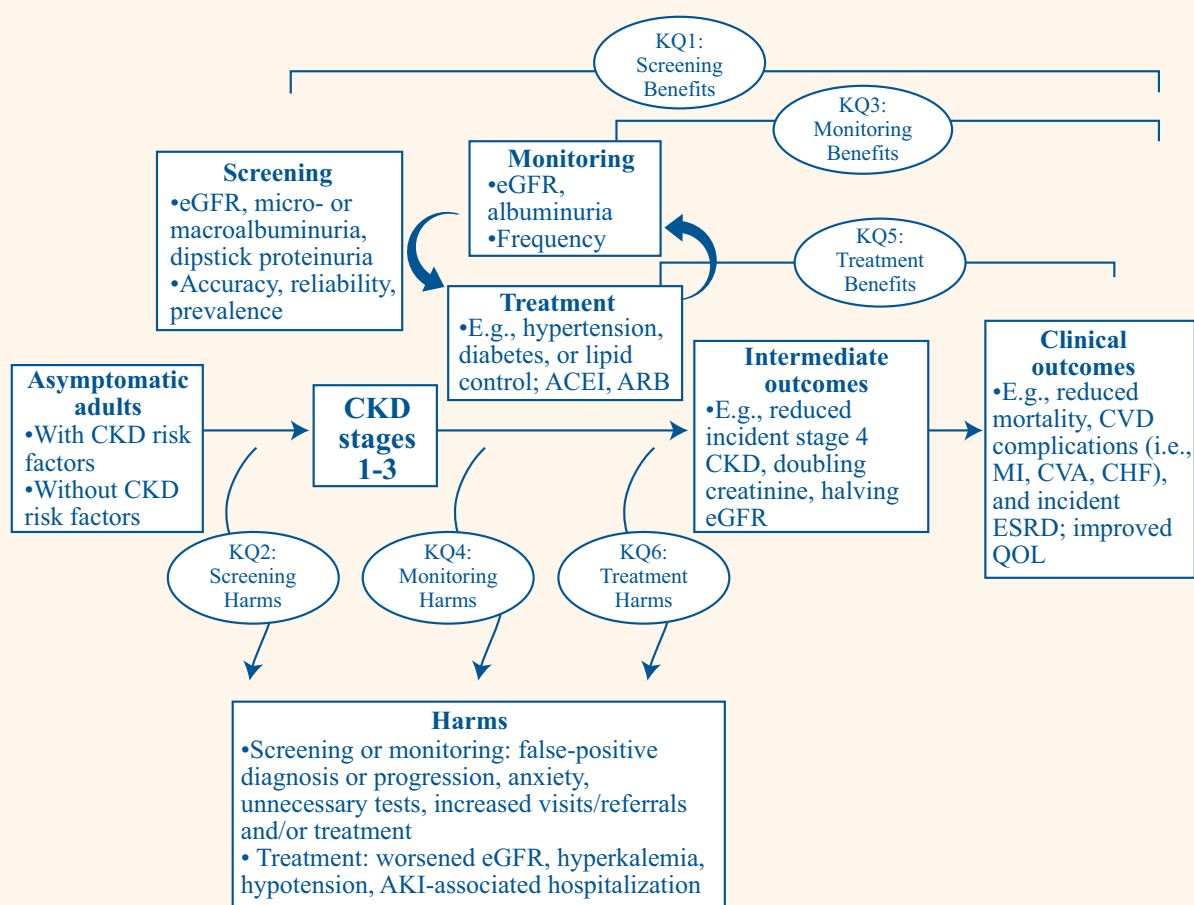 KQ1:
Screening
Benefits
KQ3:
Monitoring
Benefits
Screening
•eGFR, micro- or
macroalbuminuria,
dipstick proteinuria
•Accuracy, reliability,
prevalence
Monitoring
•eGFR,
albuminuria
•Frequency
KQ5:
Treatment
Benefits
Treatment
•E.g., hypertension,
diabetes, or lipid
control; ACEI, ARB
Asymptomatic
adults
•With CKD risk
factors
•Without CKD
risk factors
CKD
stages
1-3
Intermediate
outcomes
•E.g., reduced
incident stage 4
CKD, doubling
creatinine, halving
eGFR
Clinical
outcomes
•E.g., reduced
mortality, CVD
complications (i.e.,
MI, CVA, CHF),
and incident
ESRD; improved
QOL
KQ2:
Screening
Harms
KQ4:
Monitoring
Harms
KQ6:
Treatment
Harms
Harms
•Screening or monitoring: false-positive
diagnosis or progression, anxiety,
unnecessary tests, increased visits/referrals
and/or treatment
• Treatment: worsened eGFR, hyperkalemia,
hypotension, AKI-associated hospitalization